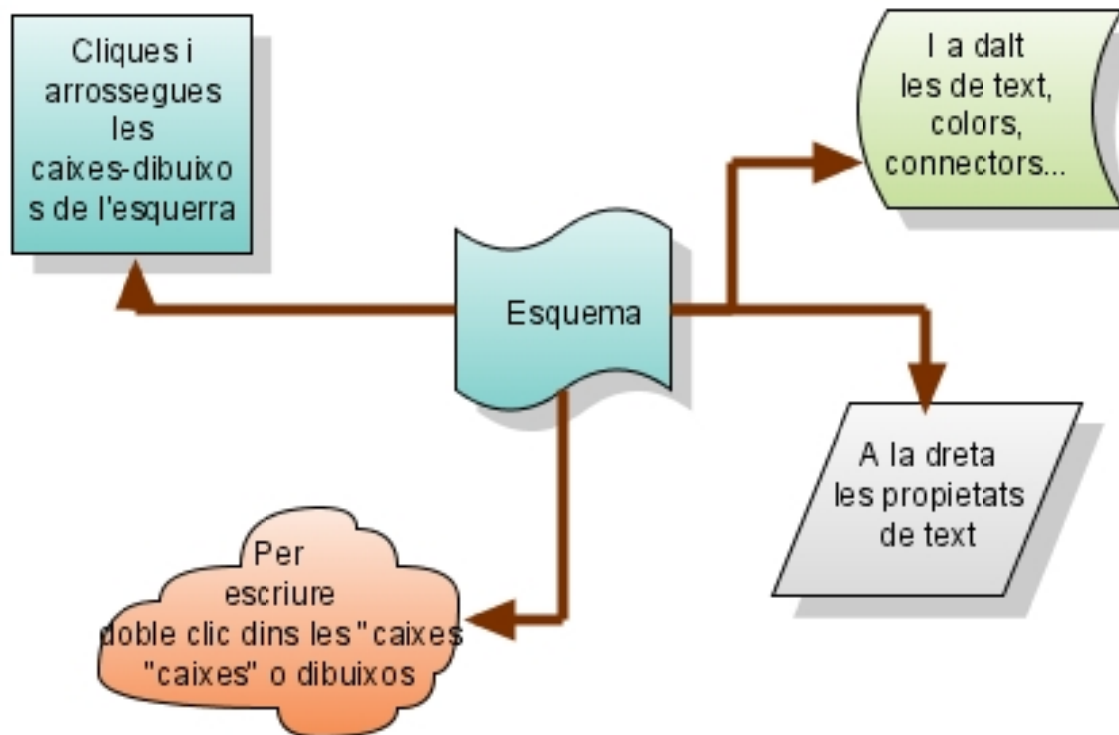 Cliques i
arrossegues
les
caixes-dibuixo
s de l'esquerra
I a dalt
les de text,
colors,
connectors...
Esquema
A la dreta
les propietats
de text
Per
escriure
doble clic dins les "caixes
"caixes" o dibuixos